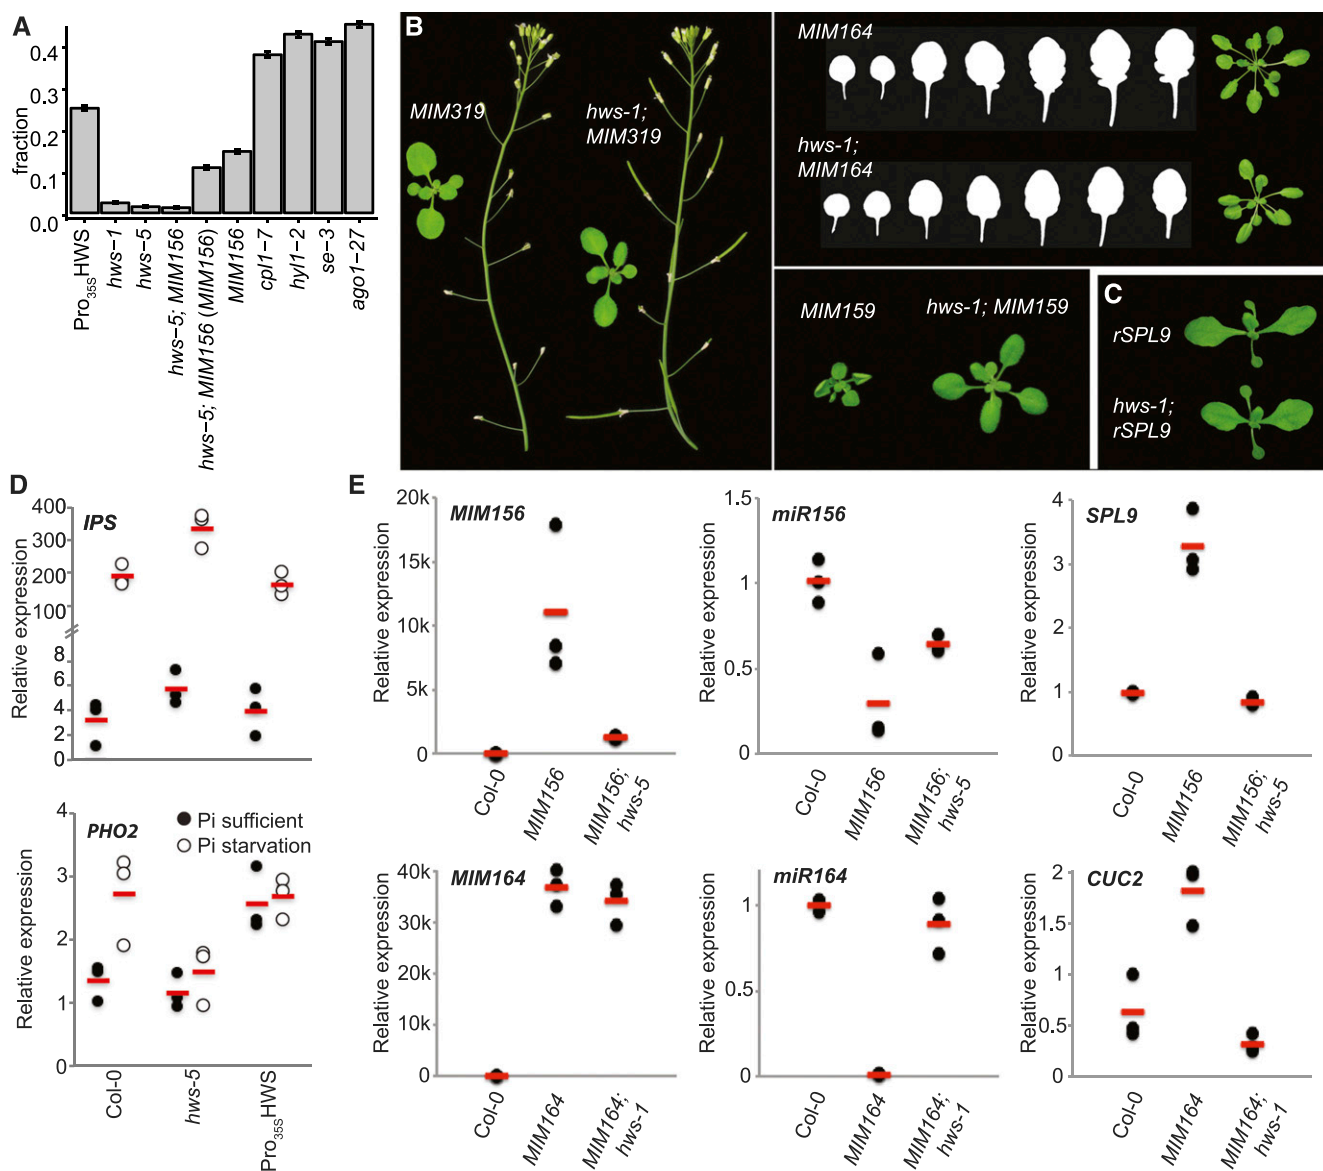 A
fraction
0.4
0.3
0.2
0.1
0.0
Pro35SHWS
hws−1
hws−5
hws−5; MIM156
hws−5; MIM156 (MIM156)
MIM156
cpl1−7
hyl1−2
se−3
ago1−27
B
MIM319
hws-1;
MIM319
MIM164
hws-1;
MIM164
MIM159
hws-1; MIM159
C
rSPL9
hws-1;
rSPL9
D
IPS
Relative expression
400
300
200
100
8
6
4
2
0
PHO2
Pi sufficient
Pi starvation
Relative expression
4
3
2
1
0
Col-0
hws-5
Pro35SHWS
E
MIM156
Relative expression
20k
15k
10k
5k
0
Col-0
MIM156
MIM156;
hws-5
miR156
Relative expression
1.5
1
0.5
0
Col-0
MIM156
MIM156;
hws-5
SPL9
Relative expression
4
3
2
1
0
Col-0
MIM156
MIM156;
hws-5
MIM164
Relative expression
40k
30k
20k
10k
0
Col-0
MIM164
MIM164;
hws-1
miR164
Relative expression
1
0.5
0
Col-0
MIM164
MIM164;
hws-1
CUC2
Relative expression
2
1.5
1
0.5
0
Col-0
MIM164
MIM164;
hws-1